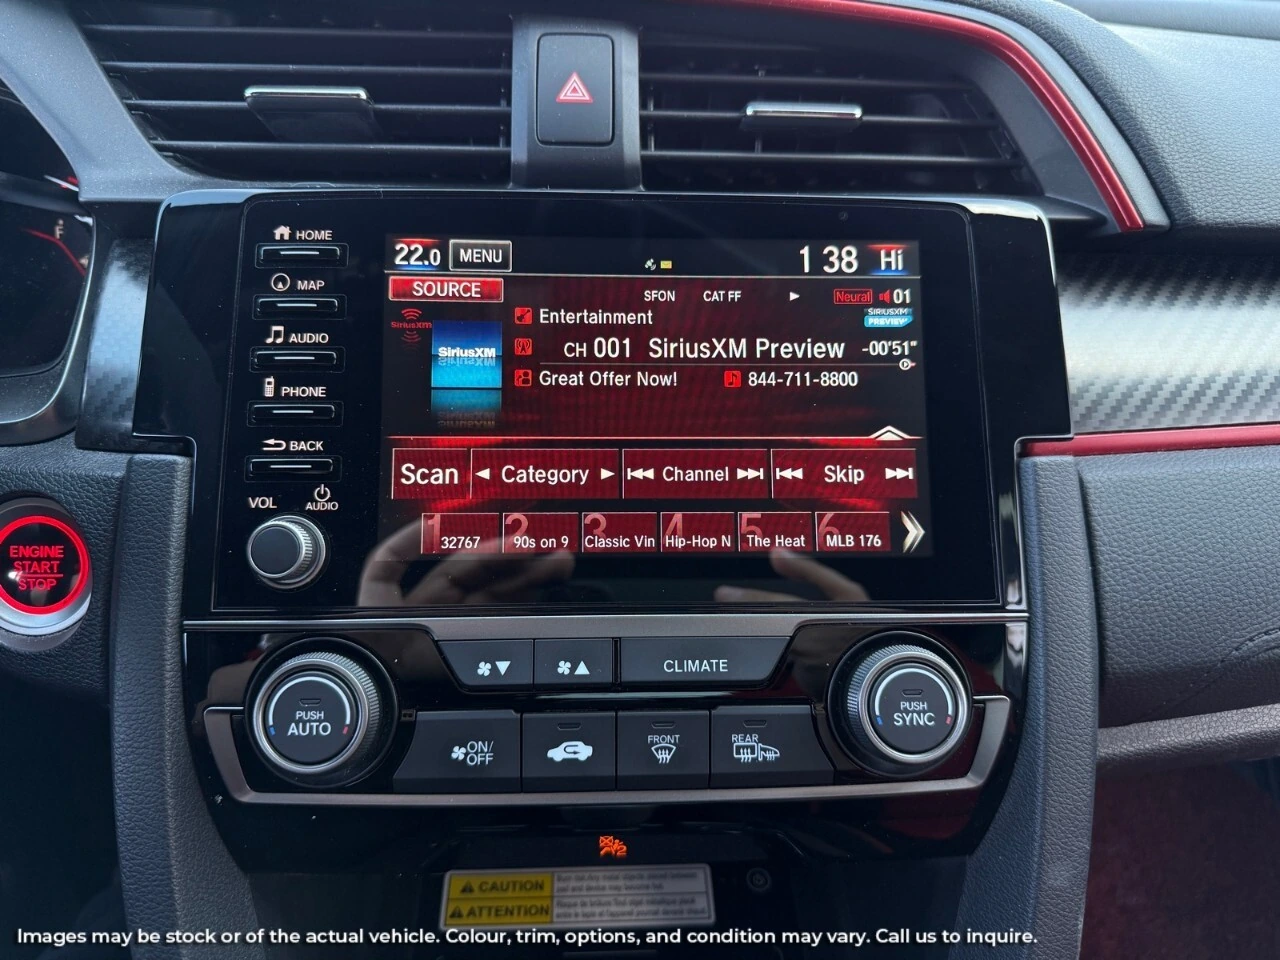 HOME
MAP
AUDIO
PHONE
BACK
VOL
AUDIO
22.0 MENU 1 38 Hi
SOURCE
SFON CAT FF Neural 01
SiriusXM
SiriusXM
Entertainment
SIRIUSXM
PREVIEW
CH 001 SiriusXM Preview -00'51"
Great Offer Now! 844-711-8800
Scan Category Channel Skip
1 32767 2 90s on 9 3 Classic Vin 4 Hip-Hop N 5 The Heat 6 MLB 176
F
ENGINE
START
STOP
CLIMATE
PUSH
AUTO
PUSH
SYNC
ON/
OFF
FRONT
REAR
2
CAUTION
ATTENTION
Images may be stock or of the actual vehicle. Colour, trim, options, and condition may vary. Call us to inquire.